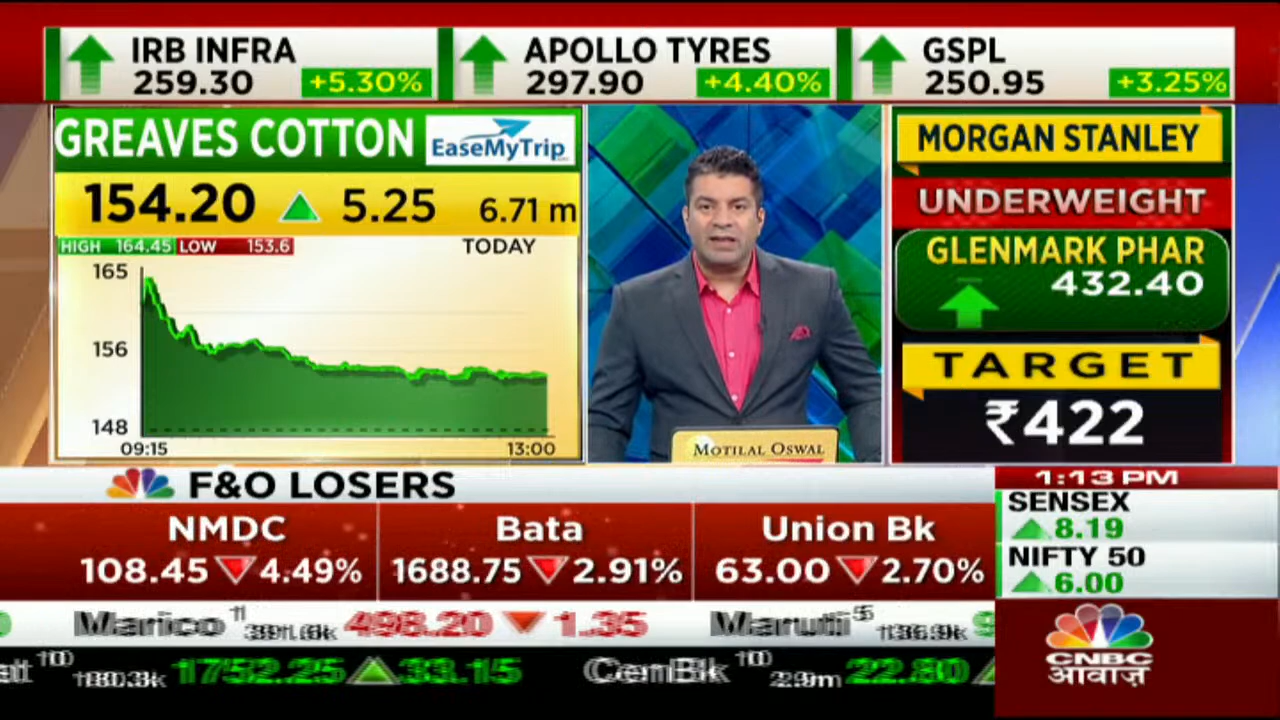 IRB INFRA
259.30 +5.30%
APOLLO TYRES
297.90 +4.40%
GSPL
250.95 +3.25%
GREAVES COTTON
EaseMyTrip.com
154.20 5.25 6.71 m
HIGH 164.45 LOW 153.6 TODAY
165
156
148
09:15 13:00
MOTILAL OSWAL
MORGAN STANLEY
UNDERWEIGHT
GLENMARK PHAR
432.40
TARGET
₹422
F&O LOSERS
NMDC
108.45 4.49%
Bata
1688.75 2.91%
Union Bk
63.00 2.70%
1:13 PM
SENSEX
8.19
NIFTY 50
6.00
Marico 498.20 1.35 Maruti
1752.25 33.15 CenBk 22.80
CNBC
आवाज़